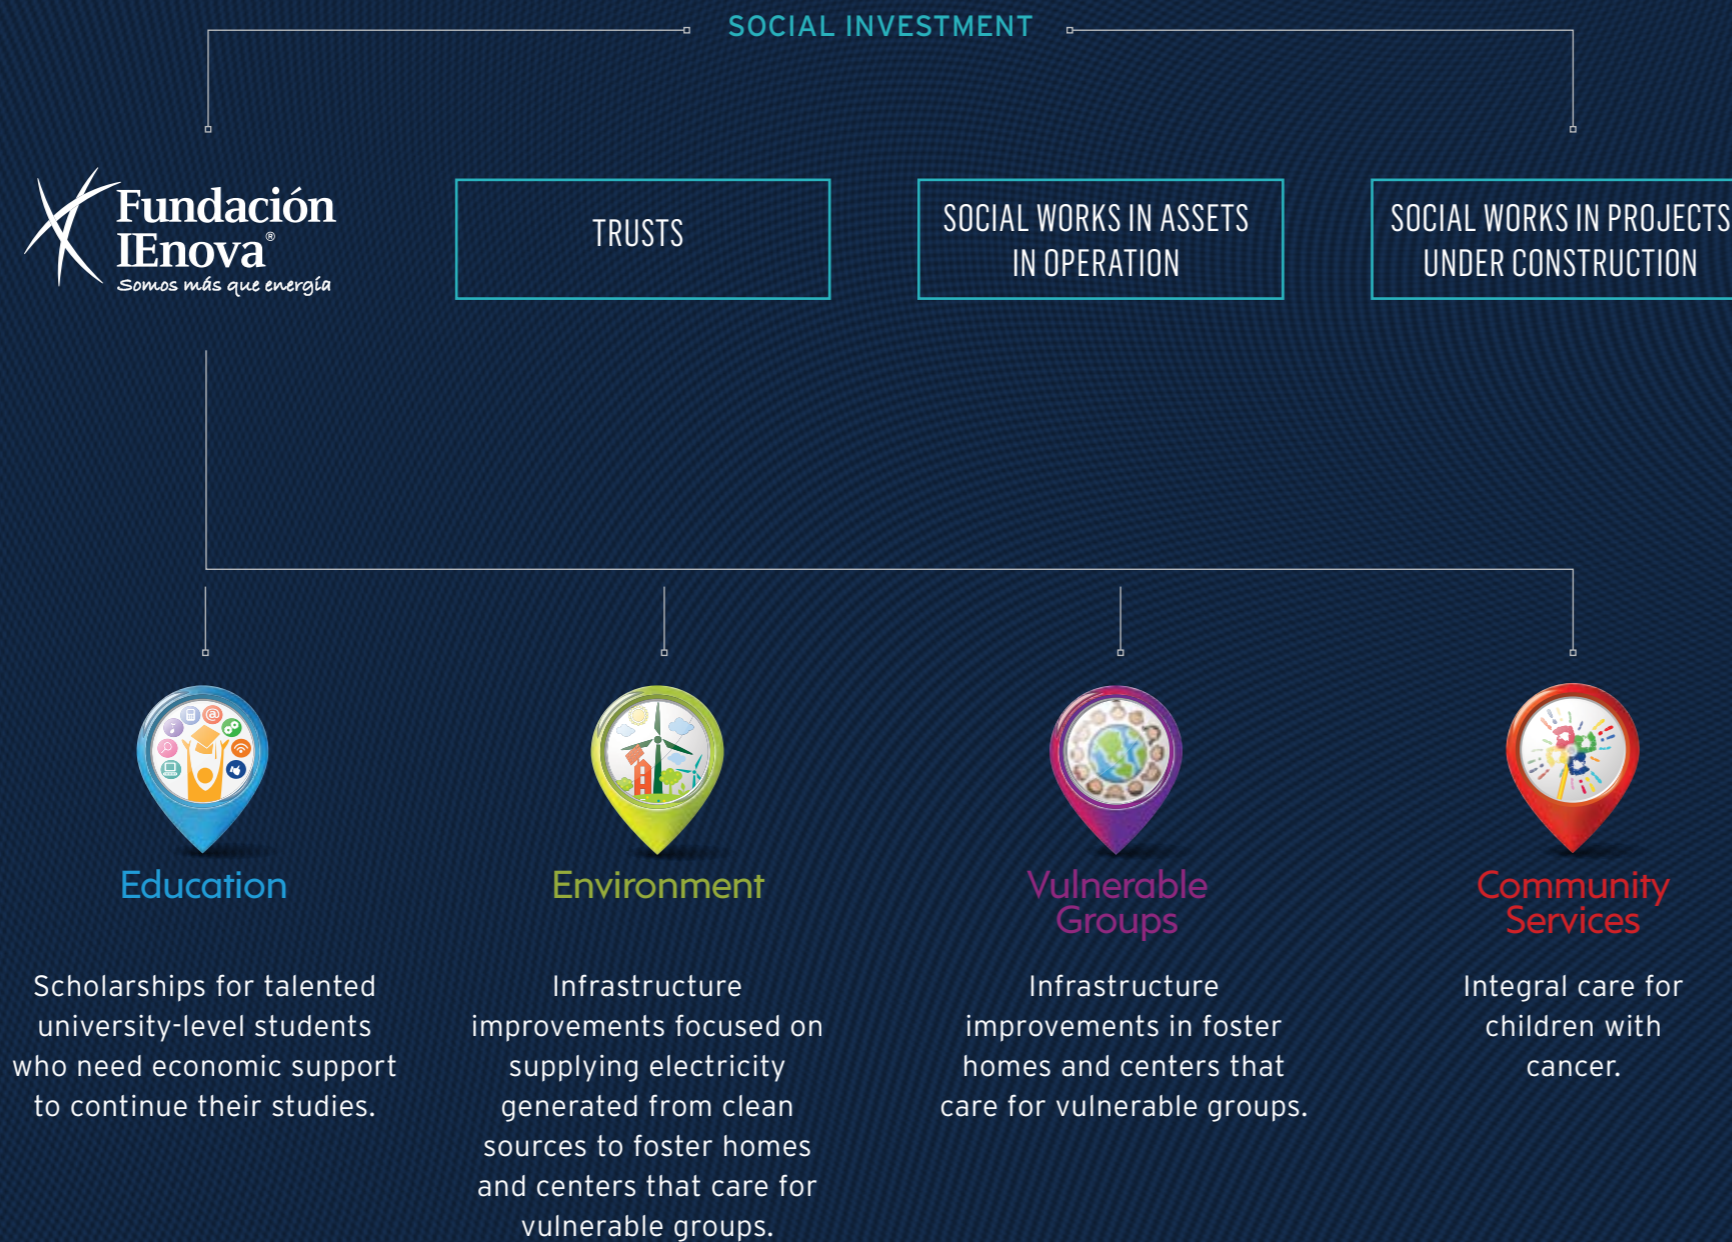 SOCIAL INVESTMENT
Fundación
IEnova®
Somos más que energía
TRUSTS
SOCIAL WORKS IN ASSETS
IN OPERATION
SOCIAL WORKS IN PROJECTS
UNDER CONSTRUCTION
Education
Scholarships for talented
university-level students
who need economic support
to continue their studies.
Environment
Infrastructure
improvements focused on
supplying electricity
generated from clean
sources to foster homes
and centers that care for
vulnerable groups.
Vulnerable
Groups
Infrastructure
improvements in foster
homes and centers that
care for vulnerable groups.
Community
Services
Integral care for
children with
cancer.